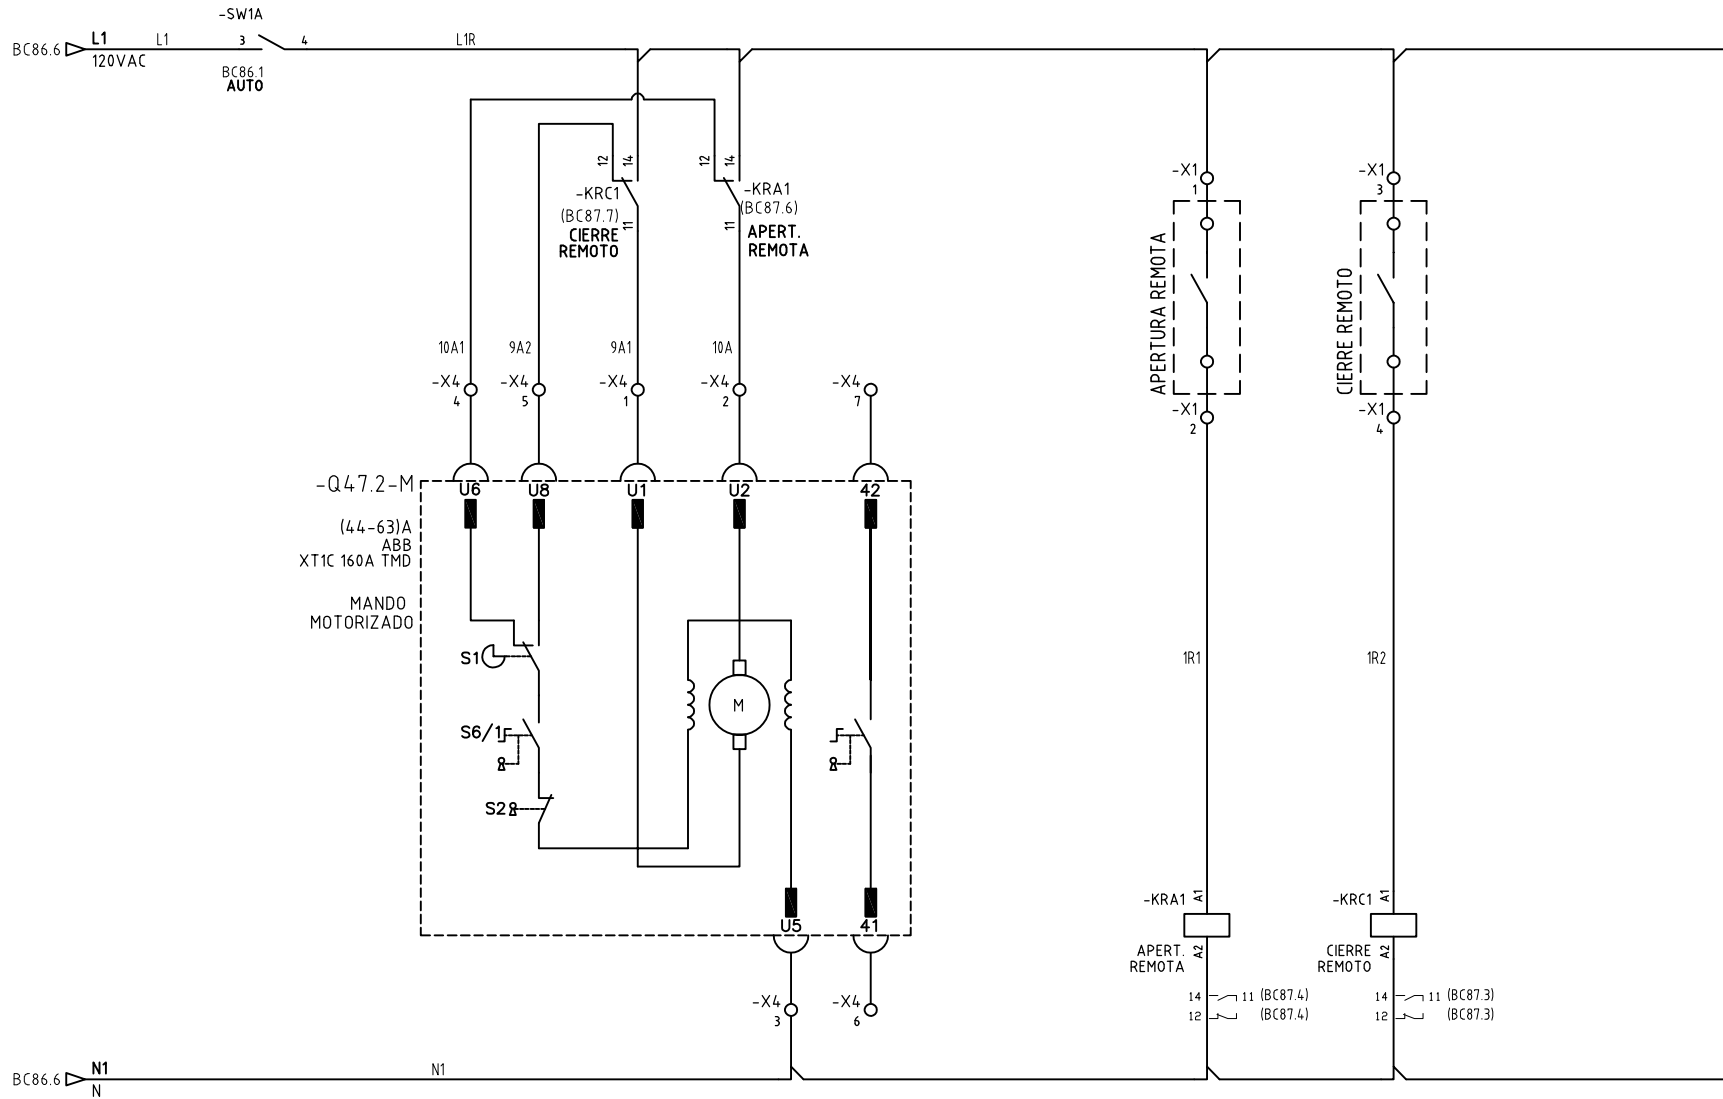 -SW1A
BC86.6
L1
L1
3
4
L1R
120VAC
BC86.1
AUTO
12
14
12
14
-KRC1
(BC87.7)
CIERRE
REMOTO
11
-KRA1
(BC87.6)
APERT.
REMOTA
11
-X1
1
-X1
3
APERTURA REMOTA
CIERRE REMOTO
10A1
9A2
9A1
10A
-X4
4
-X4
5
-X4
1
-X4
2
-X4
7
-X1
2
-X1
4
-Q47.2-M
U6
U8
U1
U2
42
(44-63)A
ABB
XT1C 160A TMD
MANDO
MOTORIZADO
S1
1R1
1R2
M
S6/1
S2
-KRA1
A1
-KRC1
A1
U5
41
APERT.
REMOTA
A2
CIERRE
REMOTO
A2
-X4
3
-X4
6
14
11
(BC87.4)
14
11
(BC87.3)
12
(BC87.4)
12
(BC87.3)
BC86.6
N1
N1
N